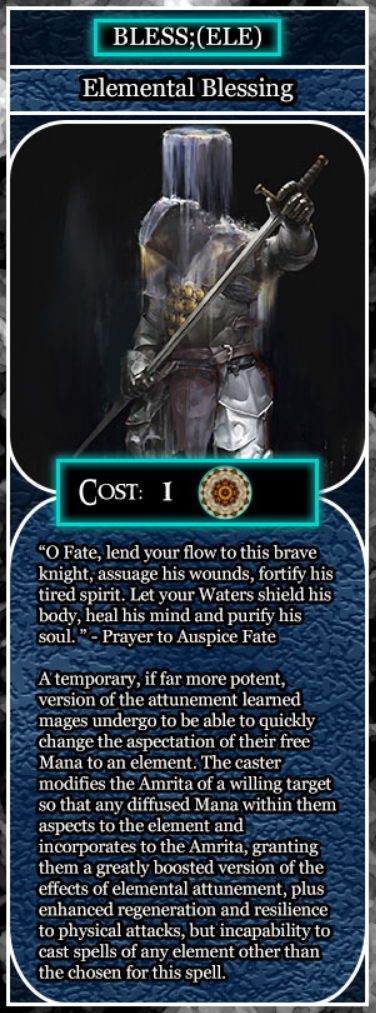 BLESS;(ELE)
Elemental Blessing
Cost: 1
“O Fate, lend your flow to this brave
knight, assuage his wounds, fortify his
tired spirit. Let your Waters shield his
body, heal his mind and purify his
soul. ” - Prayer to Auspice Fate
A temporary, if far more potent,
version of the attunement learned
mages undergo to be able to quickly
change the aspectation of their free
Mana to an element. The caster
modifies the Amrita of a willing target
so that any diffused Mana within them
aspects to the element and
incorporates to the Amrita, granting
them a greatly boosted version of the
effects of elemental attunement, plus
enhanced regeneration and resilience
to physical attacks, but incapability to
cast spells of any element other than
the chosen for this spell.